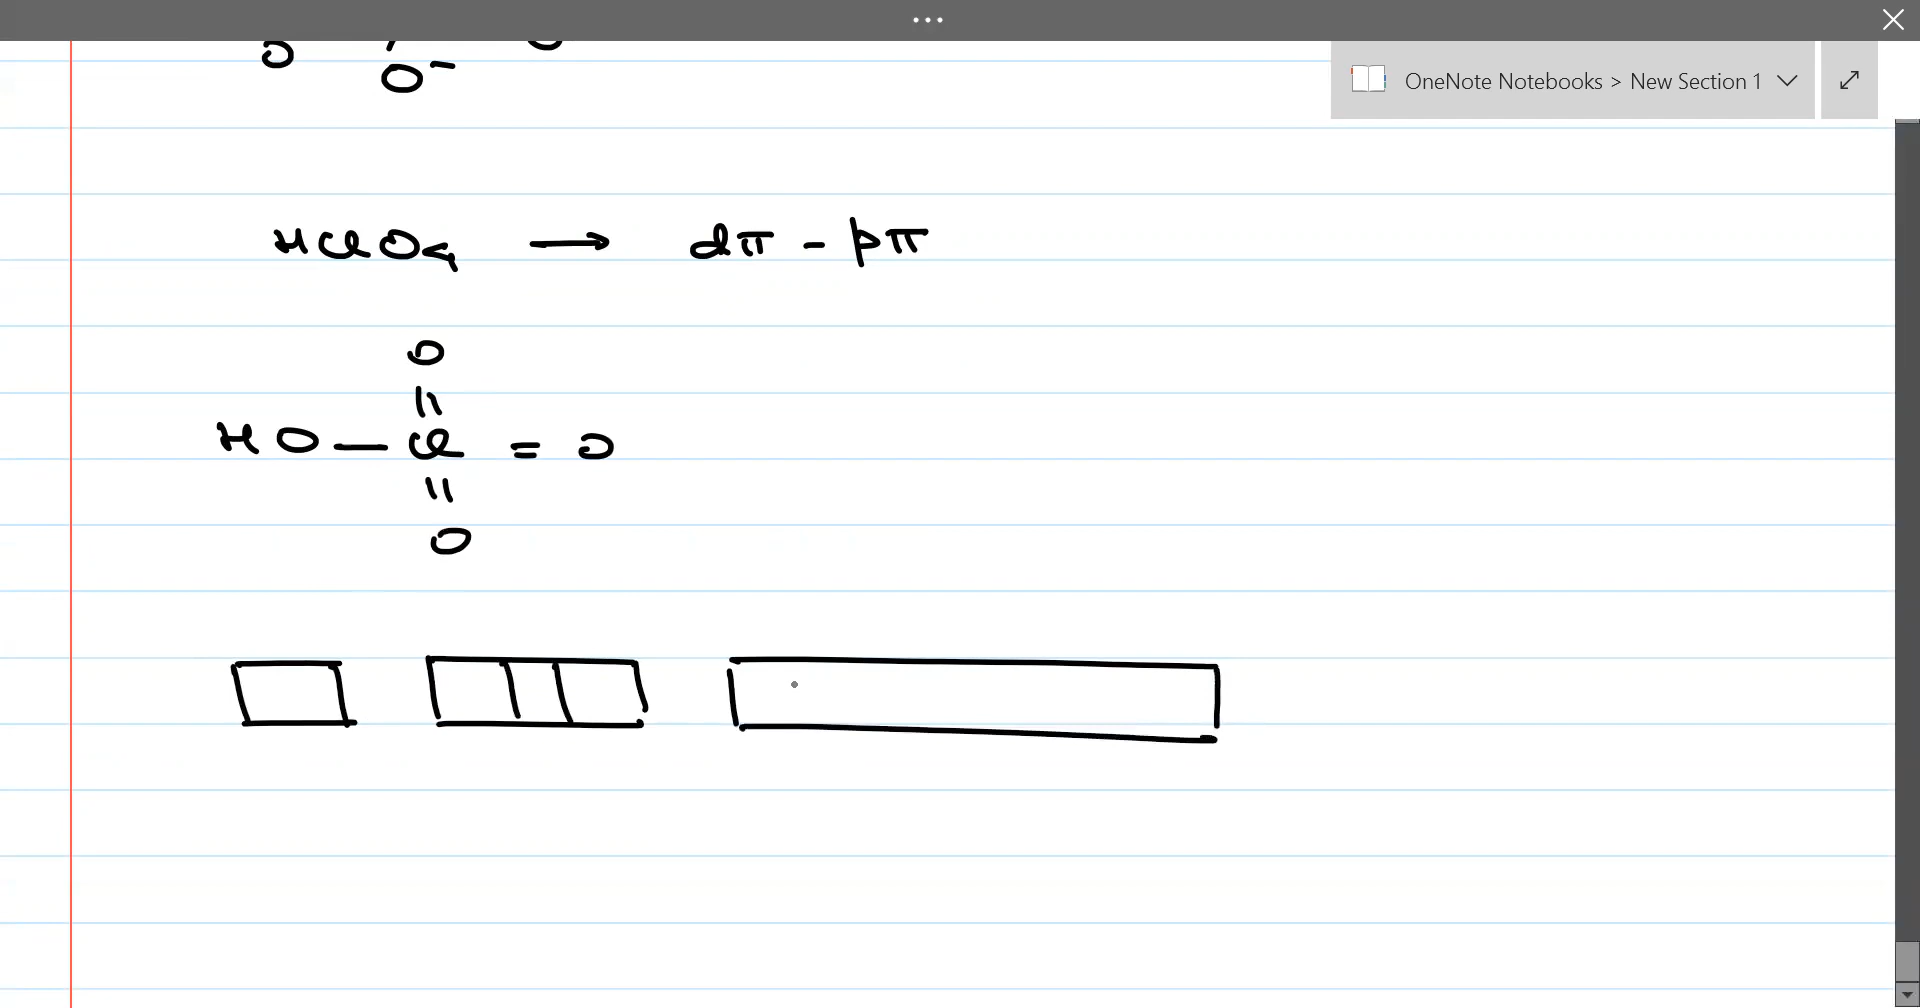 ...
O O⁻ O
OneNote Notebooks > New Section 1
HClO₄ → dπ - pπ
O
||
HO — Cl = O
||
O